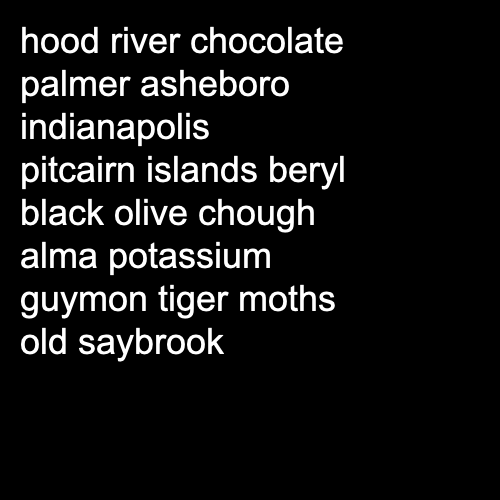 hood river chocolate
palmer asheboro
indianapolis
pitcairn islands beryl
black olive chough
alma potassium
guymon tiger moths
old saybrook